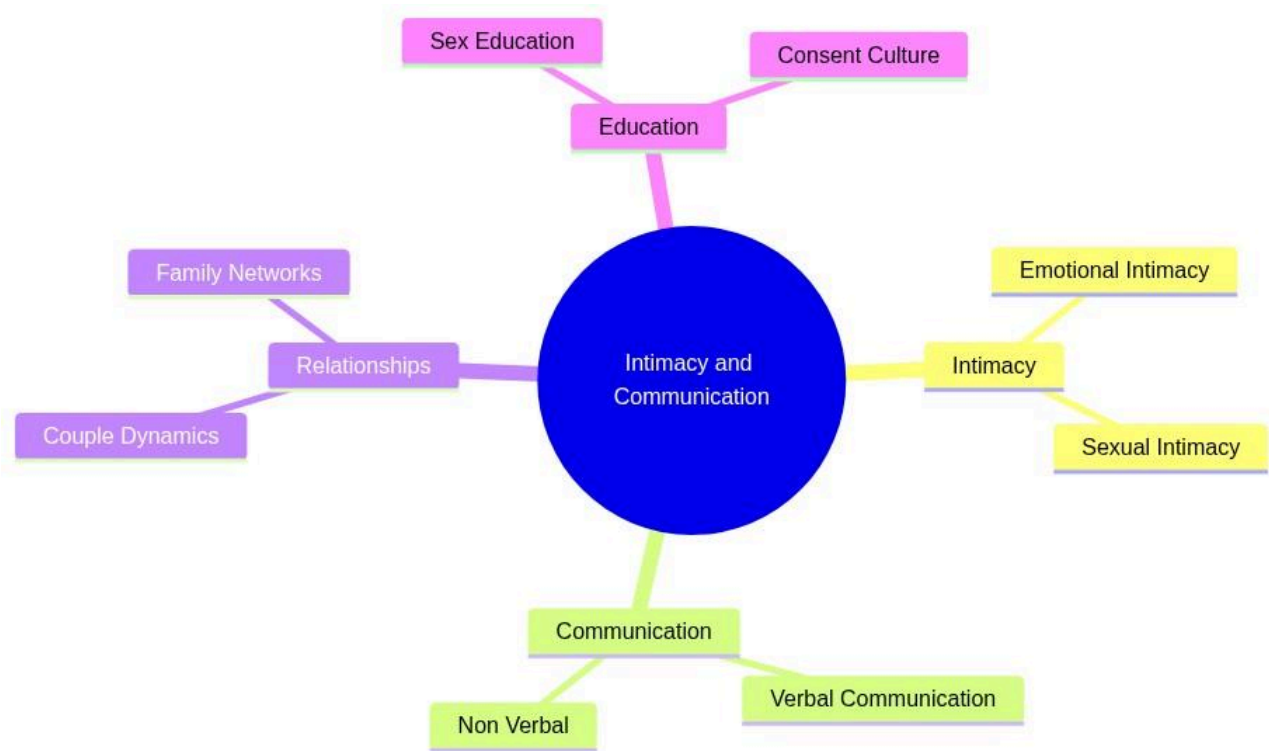 Sex Education
Consent Culture
Education
Family Networks
Emotional Intimacy
Relationships
Intimacy and
Communication
Intimacy
Couple Dynamics
Sexual Intimacy
Communication
Verbal Communication
Non Verbal